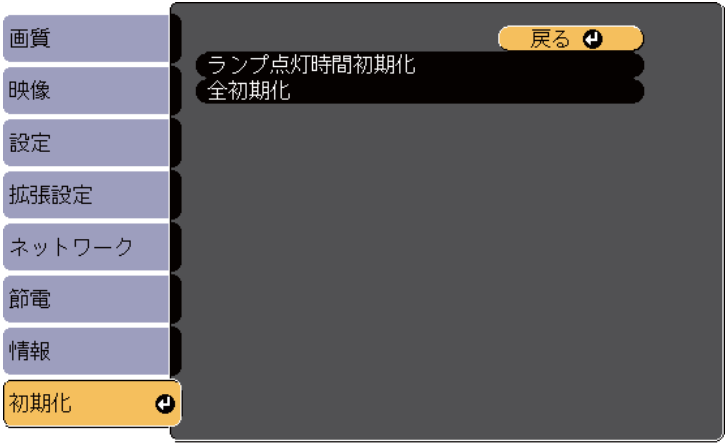 画質
映像
設定
拡張設定
ネットワーク
節電
情報
初期化
戻る
ランプ点灯時間初期化
全初期化